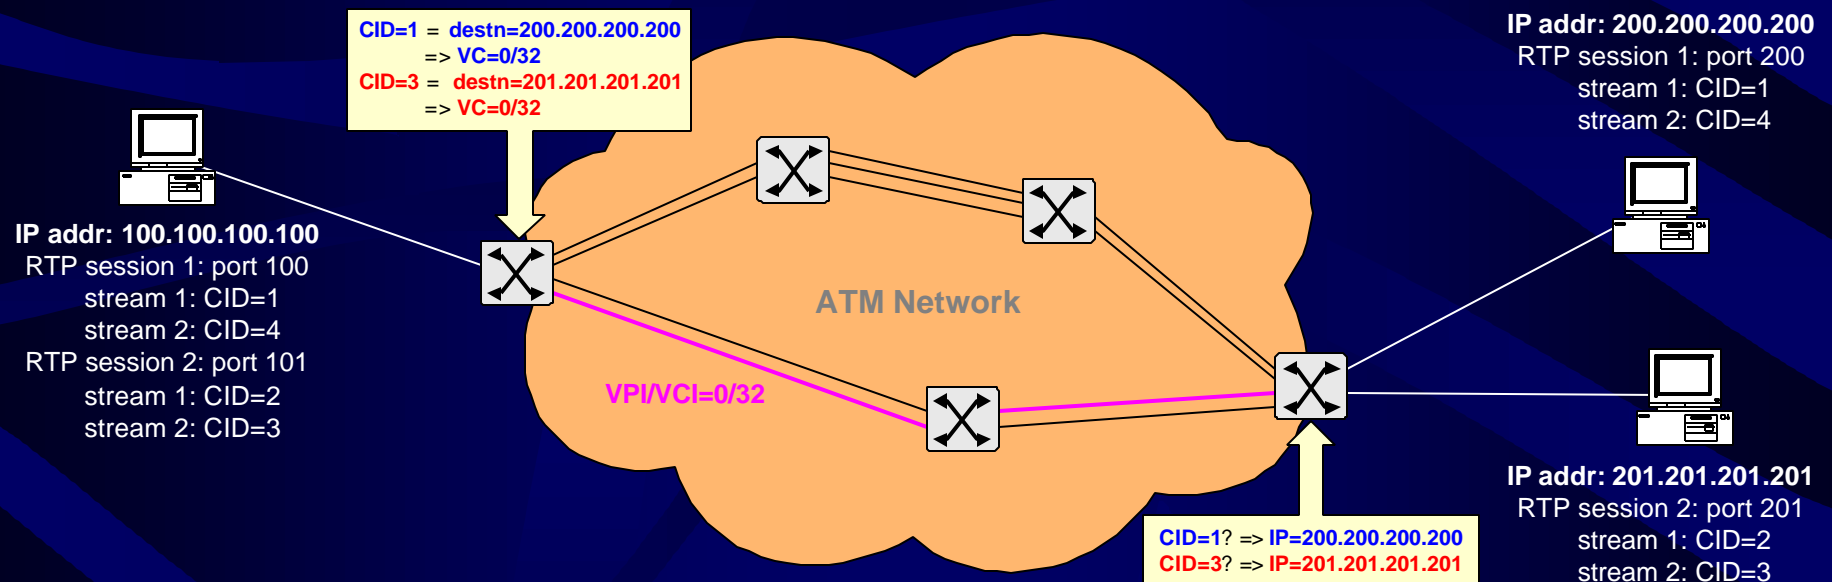 CID=1 = destn=200.200.200.200
=> VC=0/32
CID=3 = destn=201.201.201.201
=> VC=0/32
IP addr: 100.100.100.100
RTP session 1: port 100
stream 1: CID=1
stream 2: CID=4
RTP session 2: port 101
stream 1: CID=2
stream 2: CID=3
ATM Network
VPI/VCI=0/32
IP addr: 200.200.200.200
RTP session 1: port 200
stream 1: CID=1
stream 2: CID=4
IP addr: 201.201.201.201
RTP session 2: port 201
stream 1: CID=2
stream 2: CID=3
CID=1? => IP=200.200.200.200
CID=3? => IP=201.201.201.201